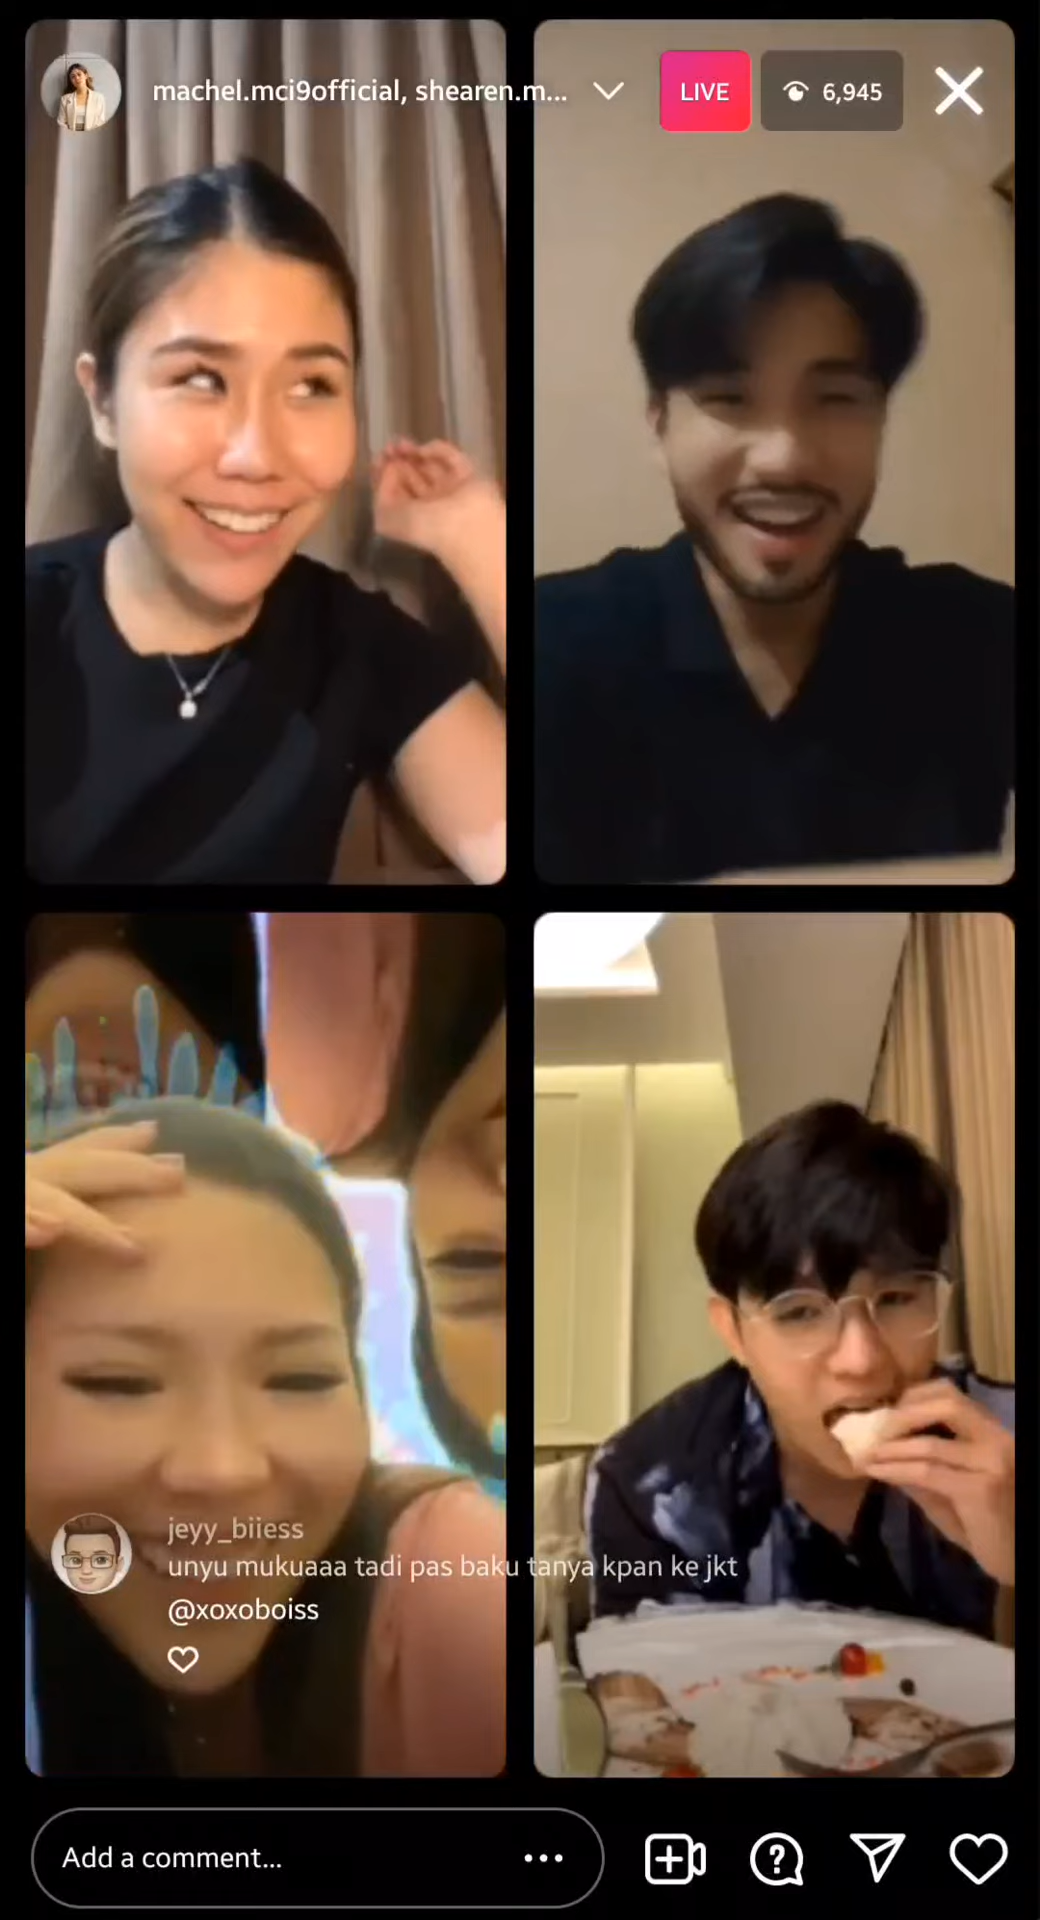 machel.mci9official, shearen.m...
LIVE
6,945
jeyy_biiess
unyu mukuaaa tadi pas baku tanya kpan ke jkt
@xoxoboiss
Add a comment...